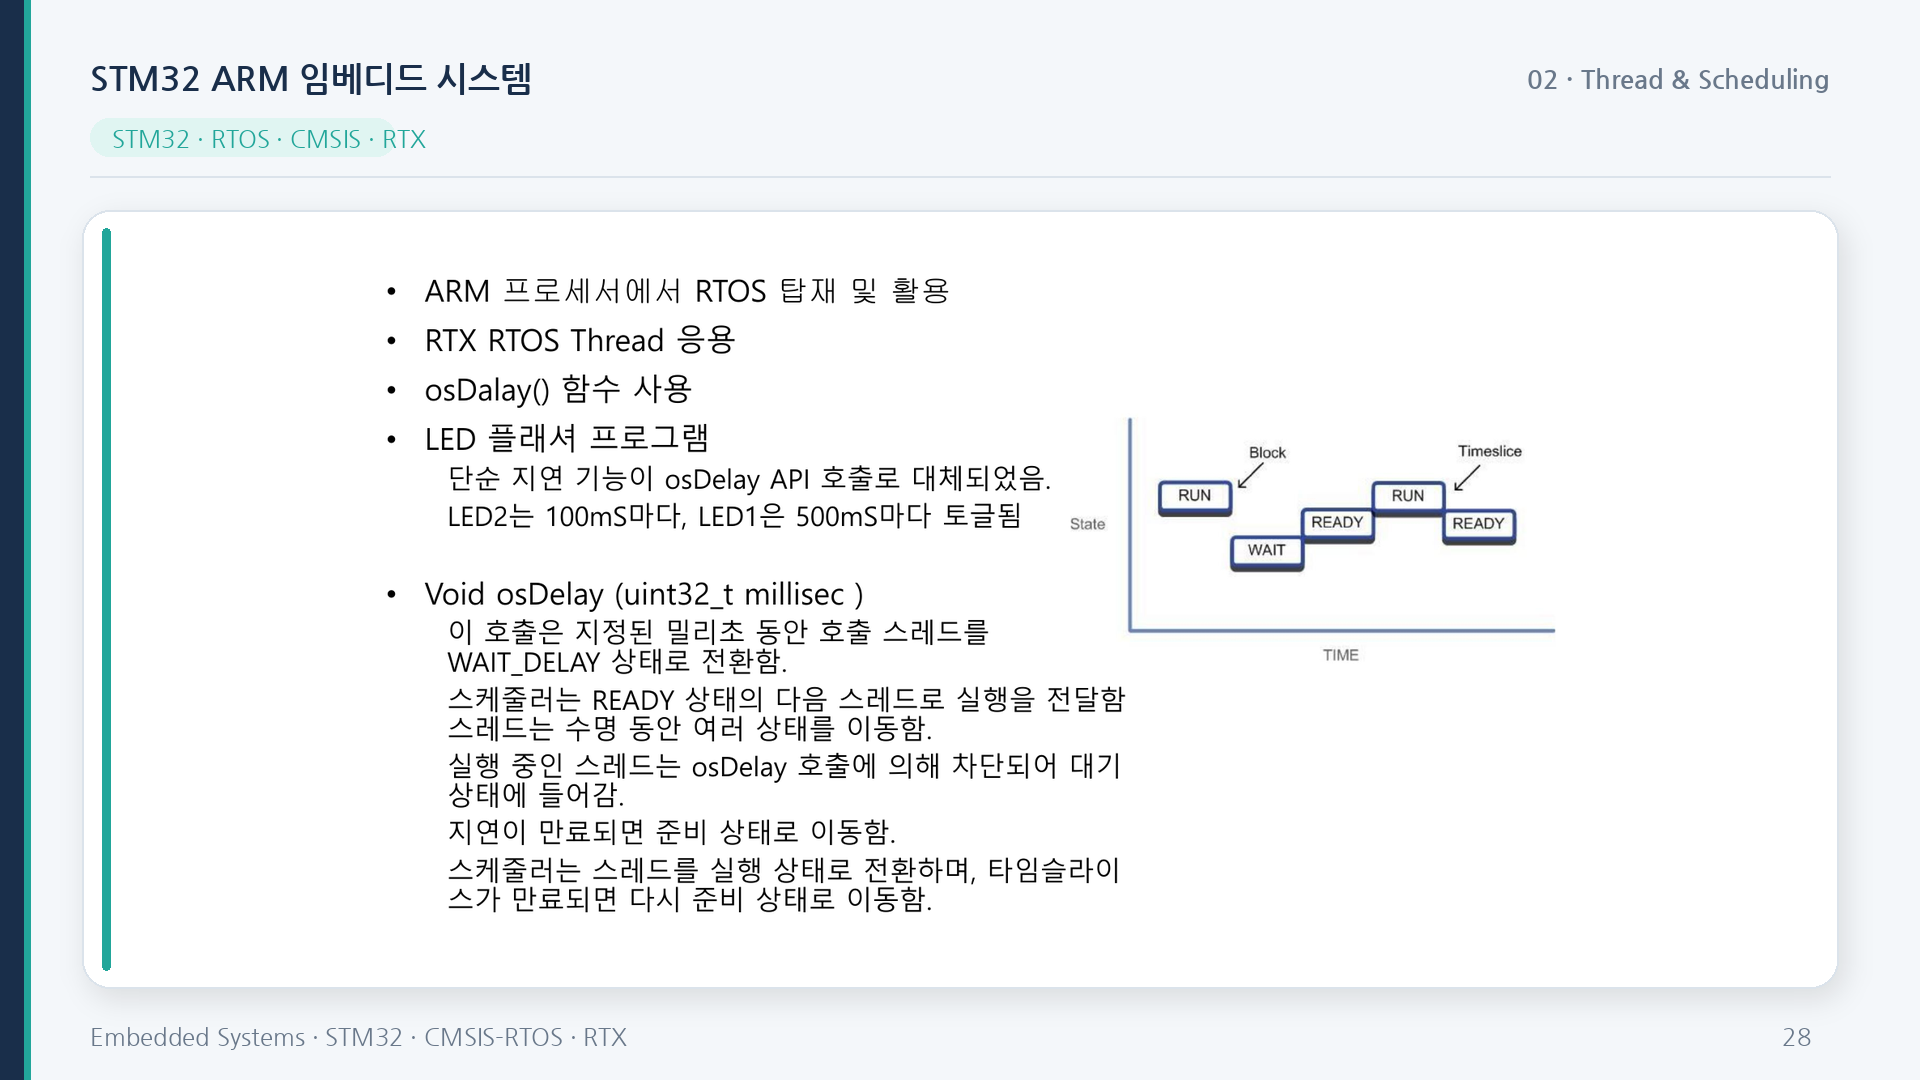 STM32 ARM 임베디드 시스템
02 · Thread & Scheduling
STM32 · RTOS · CMSIS · RTX
• ARM 프로세서에서 RTOS 탑재 및 활용
• RTX RTOS Thread 응용
• osDalay() 함수 사용
• LED 플래셔 프로그램
단순 지연 기능이 osDelay API 호출로 대체되었음.
LED2는 100mS마다, LED1은 500mS마다 토글됨
• Void osDelay (uint32_t millisec )
이 호출은 지정된 밀리초 동안 호출 스레드를
WAIT_DELAY 상태로 전환함.
스케줄러는 READY 상태의 다음 스레드로 실행을 전달함
스레드는 수명 동안 여러 상태를 이동함.
실행 중인 스레드는 osDelay 호출에 의해 차단되어 대기
상태에 들어감.
지연이 만료되면 준비 상태로 이동함.
스케줄러는 스레드를 실행 상태로 전환하며, 타임슬라이
스가 만료되면 다시 준비 상태로 이동함.
Block
Timeslice
RUN
RUN
State
READY
READY
WAIT
TIME
Embedded Systems · STM32 · CMSIS-RTOS · RTX
28